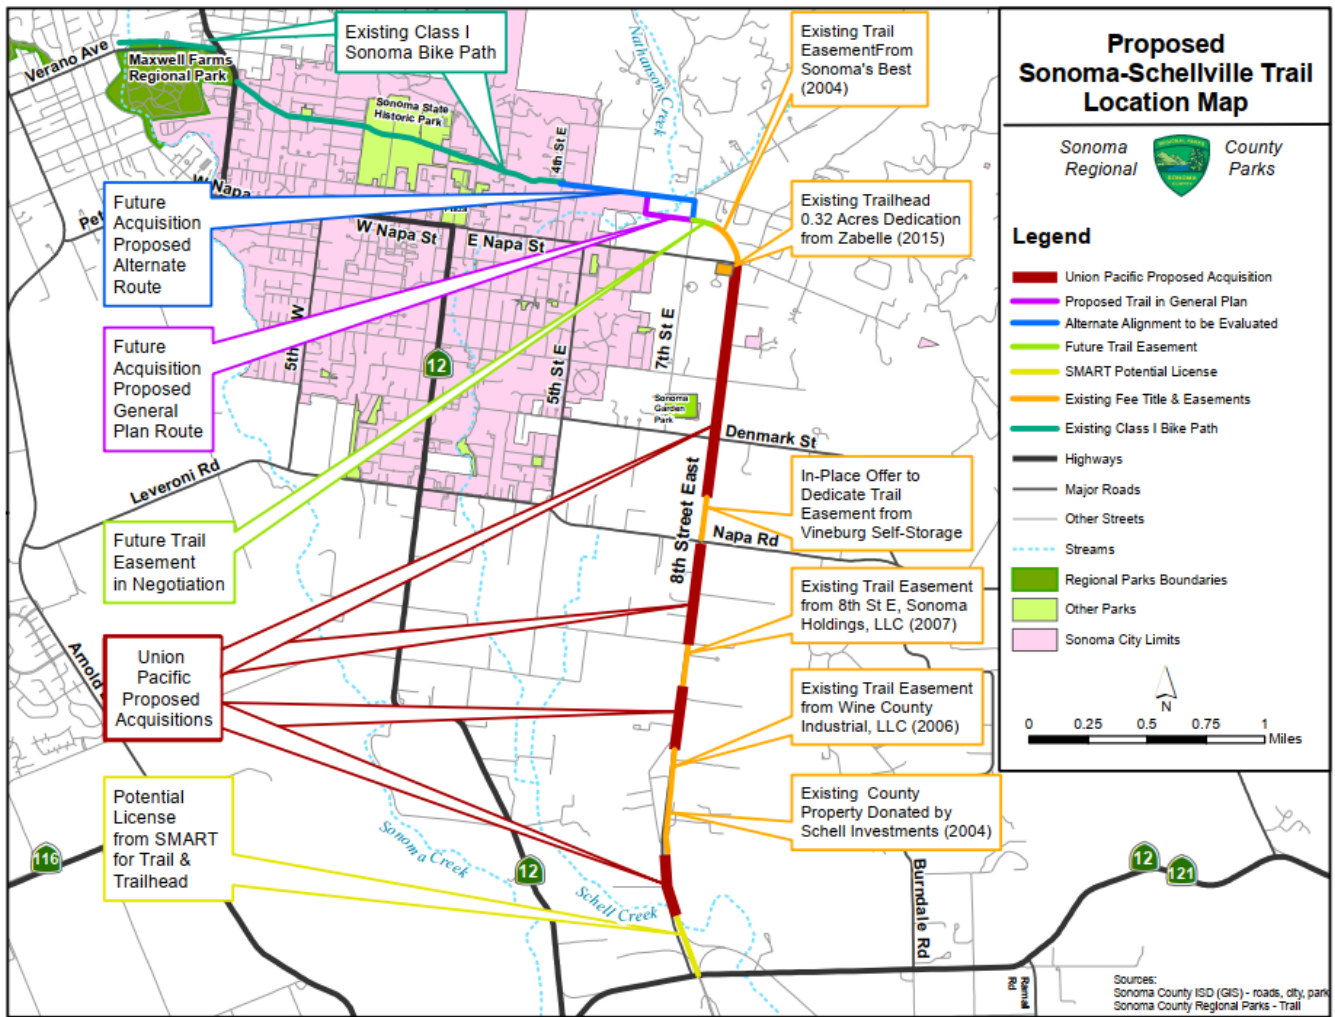 Proposed
Sonoma-Schellville Trail
Location Map
Sonoma
Regional
County
Parks
REGIONAL PARKS
SONOMA
COUNTY
Legend
Union Pacific Proposed Acquisition
Proposed Trail in General Plan
Alternate Alignment to be Evaluated
Future Trail Easement
SMART Potential License
Existing Fee Title & Easements
Existing Class I Bike Path
Highways
Major Roads
Other Streets
Streams
Regional Parks Boundaries
Other Parks
Sonoma City Limits
N
0 0.25 0.5 0.75 1
Miles
Sources:
Sonoma County ISD (GIS) - roads, city, park
Sonoma County Regional Parks - Trail
Existing Class I
Sonoma Bike Path
Existing Trail
EasementFrom
Sonoma's Best
(2004)
Existing Trailhead
0.32 Acres Dedication
from Zabelle (2015)
In-Place Offer to
Dedicate Trail
Easement from
Vineburg Self-Storage
Existing Trail Easement
from 8th St E, Sonoma
Holdings, LLC (2007)
Existing Trail Easement
from Wine County
Industrial, LLC (2006)
Existing County
Property Donated by
Schell Investments (2004)
Future
Acquisition
Proposed
Alternate
Route
Future
Acquisition
Proposed
General
Plan Route
Future Trail
Easement
in Negotiation
Union
Pacific
Proposed
Acquisitions
Potential
License
from SMART
for Trail &
Trailhead
Verano Ave
Maxwell Farms
Regional Park
Sonoma State
Historic Park
Nathanson Creek
4th St E
W Napa
W Napa St
E Napa St
5th
W
12
5th St E
7th St E
Sonoma
Garden
Park
Denmark St
Leveroni Rd
8th Street East
Napa Rd
Arnold
116
Sonoma Creek
12
Schell Creek
Burndale Rd
12
121
Ramal
Rd